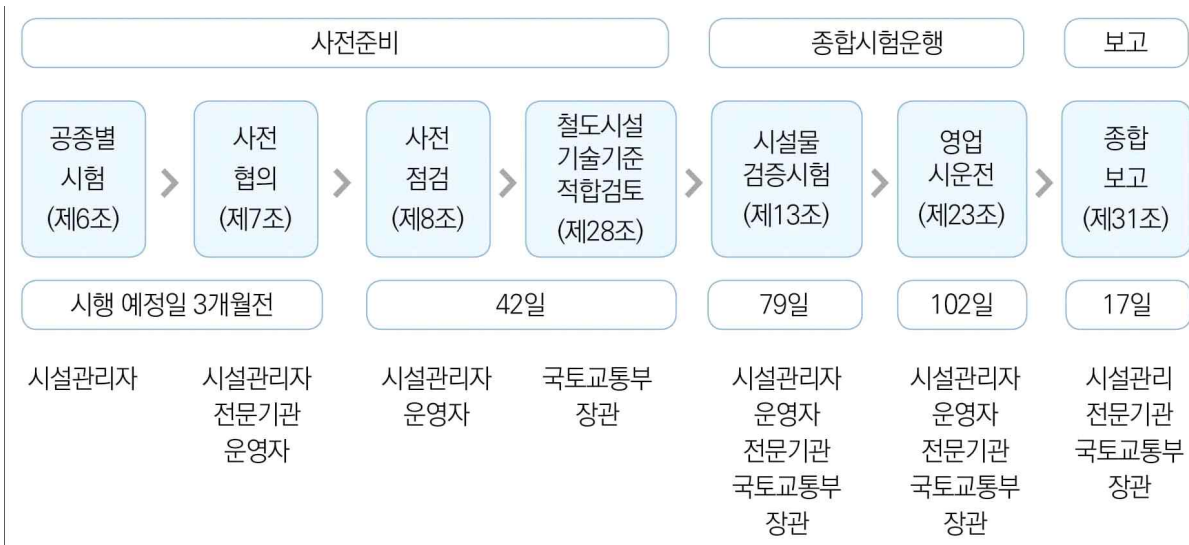 사전준비
종합시험운행
보고
공종별
시험
(제6조)
사전
협의
(제7조)
사전
점검
(제8조)
철도시설
기술기준
적합검토
(제28조)
시설물
검증시험
(제13조)
영업
시운전
(제23조)
종합
보고
(제31조)
시행 예정일 3개월전
42일
79일
102일
17일
시설관리자
시설관리자
전문기관
운영자
시설관리자
운영자
국토교통부
장관
시설관리자
운영자
전문기관
국토교통부
장관
시설관리자
운영자
전문기관
국토교통부
장관
시설관리
전문기관
국토교통부
장관